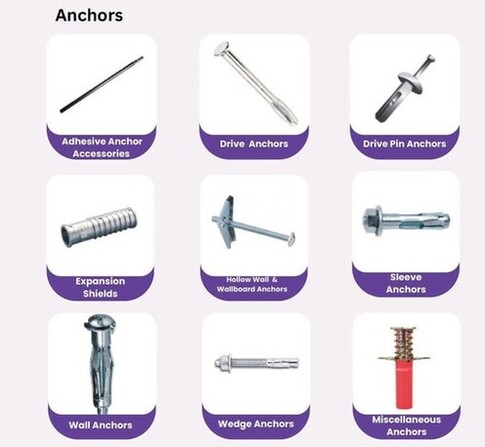 Anchors
Adhesive Anchor
Accessories
Drive Anchors
Drive Pin Anchors
Expansion
Shields
Hollow Wall &
Wallboard Anchors
Sleeve
Anchors
Wall Anchors
Wedge Anchors
Miscellaneous
Anchors